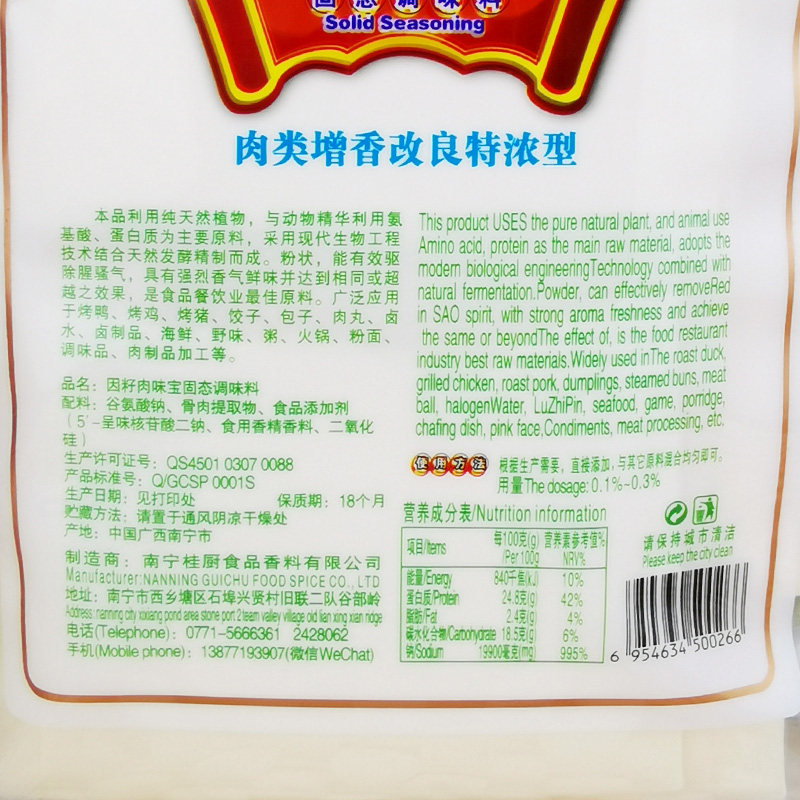 固态调味料
Solid Seasoning
肉类增香改良特浓型
本品利用纯天然植物，与动物精华利用氨
基酸、蛋白质为主要原料，采用现代生物工程
技术结合天然发酵精制而成。粉状，能有效驱
除腥骚气，具有强烈香气鲜味并达到相同或超
越之效果，是食品餐饮业最佳原料。广泛应用
于烤鸭、烤鸡、烤猪、饺子、包子、肉丸、卤
水、卤制品、海鲜、野味、粥、火锅、粉面、
调味品、肉制品加工等。
品名：因籽肉味宝固态调味料
配料：谷氨酸钠、骨肉提取物、食品添加剂
（5′-呈味核苷酸二钠、食用香精香料、二氧化
硅）
生产许可证号：QS4501 0307 0088
产品标准号：Q/GCSP 0001S
生产日期：见打印处 保质期：18个月
贮藏方法：请置于通风阴凉干燥处
产地：中国广西南宁市
制造商：南宁桂厨食品香料有限公司
Manufacturer:NANNING GUICHU FOOD SPICE CO., LTD
地址：南宁市西乡塘区石埠兴贤村旧联二队谷部岭
Address: nanning city xixiang pond area stone port 2 team valley village old lian xing xian ridge
电话(Telephone)：0771-5666361 2428062
手机(Mobile phone)：13877193907(微信WeChat)
This product USES the pure natural plant, and animal use
Amino acid, protein as the main raw material, adopts the
modern biological engineeringTechnology combined with
natural fermentation.Powder, can effectively removeRed
in SAO spirit, with strong aroma freshness and achieve
the same or beyondThe effect of, is the food restaurant
industry best raw materials.Widely used inThe roast duck,
grilled chicken, roast pork, dumplings, steamed buns, meat
ball, halogenWater, LuZhiPin, seafood, game, porridge,
chafing dish, pink face,Condiments, meat processing, etc.
使用方法 根据生产需要，直接添加，与其它原料混合均匀即可。
用量The dosage: 0.1%~0.3%
营养成分表/Nutrition information
项目/Items 每100克(g)/Per 100g 营养素参考值%/NRV%
能量/Energy 840千焦(kJ) 10%
蛋白质/Protein 24.8克(g) 42%
脂肪/Fat 2.4克(g) 4%
碳水化合物/Carbohydrate 18.5克(g) 6%
钠/Sodium 19900毫克(mg) 995%
请保持城市清洁
Please keep the city clean
6 954634 500266